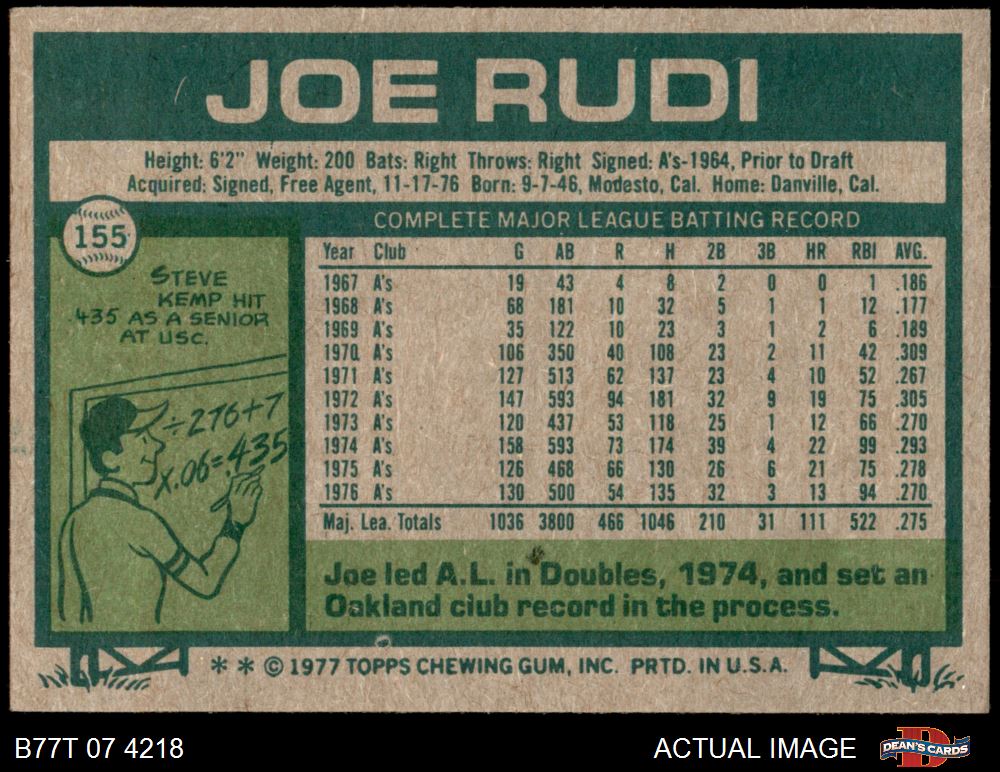 JOE RUDI
Height: 6'2" Weight: 200 Bats: Right Throws: Right Signed: A's-1964, Prior to Draft
Acquired: Signed, Free Agent, 11-17-76 Born: 9-7-46, Modesto, Cal. Home: Danville, Cal.
155
STEVE
KEMP HIT
.435 AS A SENIOR
AT USC.
÷276+7
X.06=.435
COMPLETE MAJOR LEAGUE BATTING RECORD
Year Club G AB R H 2B 3B HR RBI AVG.
1967 A's 19 43 4 8 2 0 0 1 .186
1968 A's 68 181 10 32 5 1 1 12 .177
1969 A's 35 122 10 23 3 1 2 6 .189
1970 A's 106 350 40 108 23 2 11 42 .309
1971 A's 127 513 62 137 23 4 10 52 .267
1972 A's 147 593 94 181 32 9 19 75 .305
1973 A's 120 437 53 118 25 1 12 66 .270
1974 A's 158 593 73 174 39 4 22 99 .293
1975 A's 126 468 66 130 26 6 21 75 .278
1976 A's 130 500 54 135 32 3 13 94 .270
Maj. Lea. Totals 1036 3800 466 1046 210 31 111 522 .275
Joe led A.L. in Doubles, 1974, and set an
Oakland club record in the process.
* * © 1977 TOPPS CHEWING GUM, INC. PRTD. IN U.S.A.
B77T 07 4218 ACTUAL IMAGE D DEAN'S CARDS